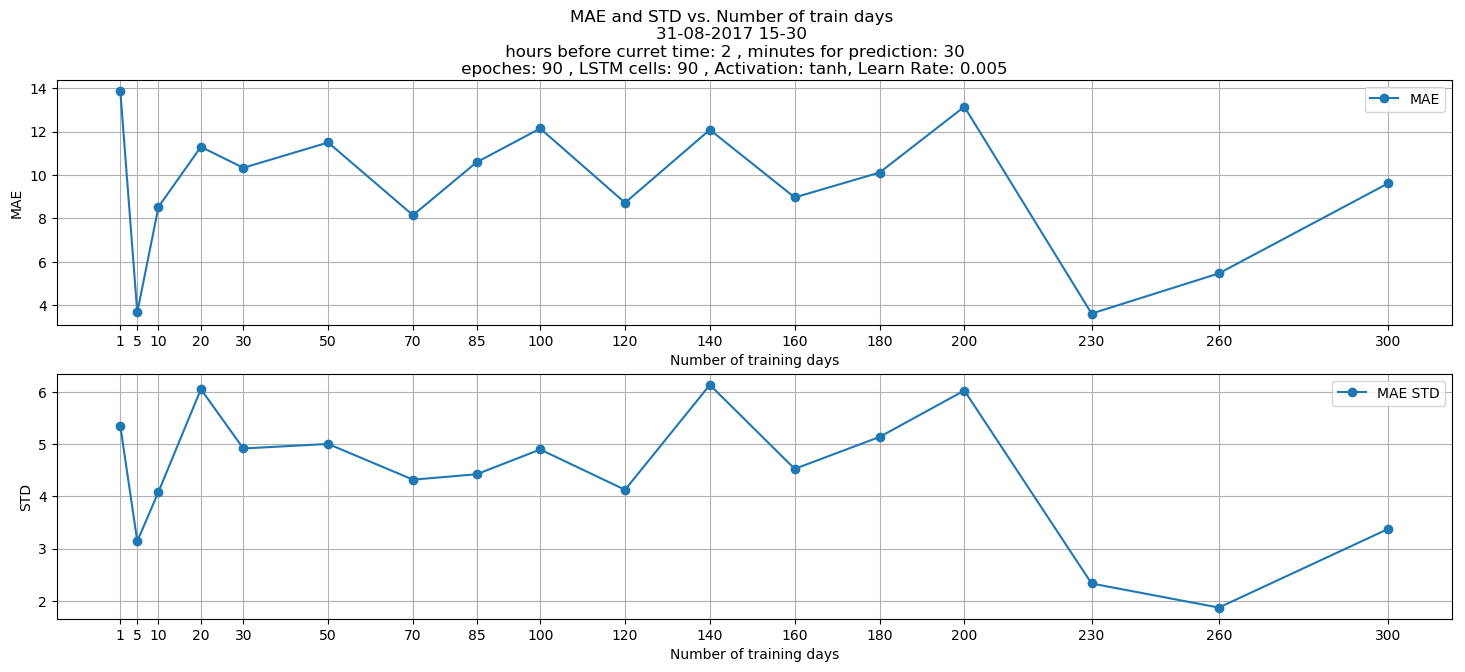 MAE and STD vs. Number of train days
31-08-2017 15-30
hours before curret time: 2 , minutes for prediction: 30
epoches: 90 , LSTM cells: 90 , Activation: tanh, Learn Rate: 0.005
14
12
10
8
6
4
MAE
MAE
1 5 10 20 30 50 70 85 100 120 140 160 180 200 230 260 300
Number of training days
6
5
4
3
2
STD
MAE STD
1 5 10 20 30 50 70 85 100 120 140 160 180 200 230 260 300
Number of training days